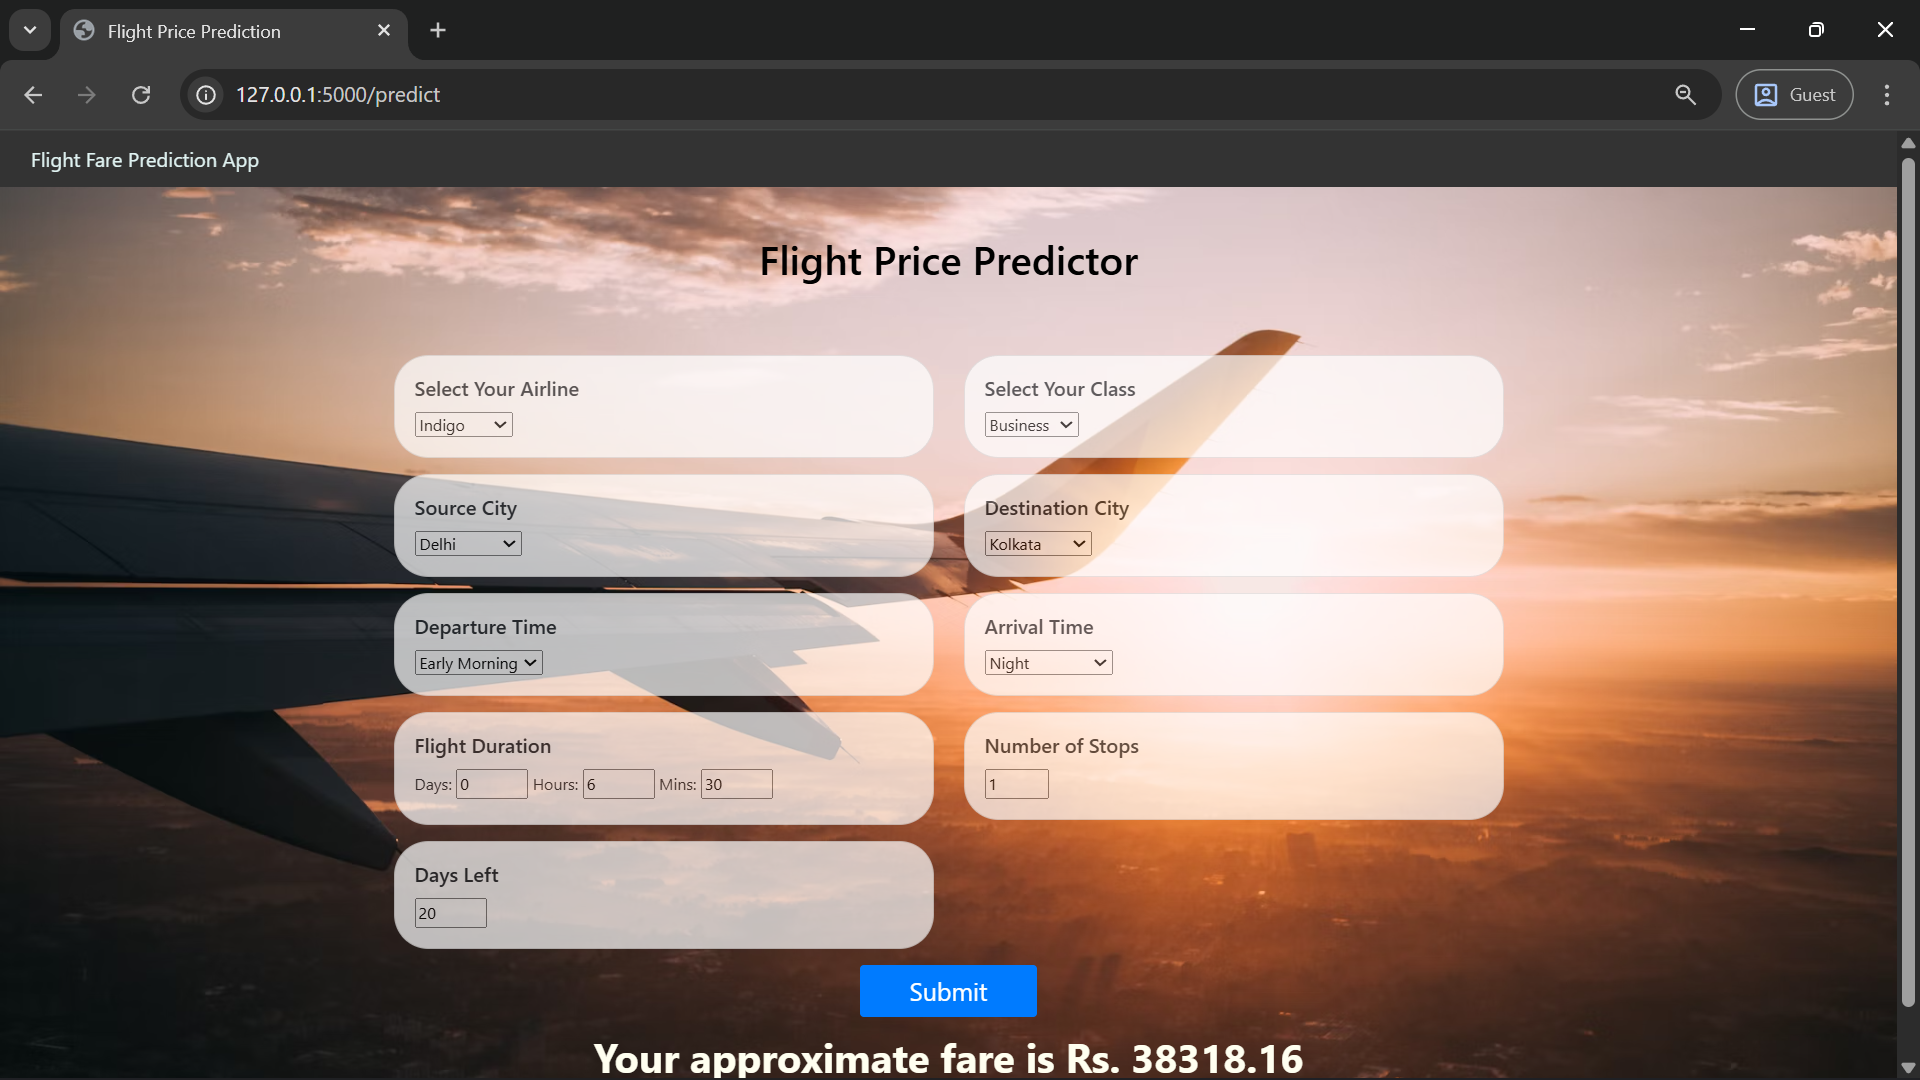 Flight Price Prediction
127.0.0.1:5000/predict
Guest
Flight Fare Prediction App
Flight Price Predictor
Select Your Airline
Indigo
Select Your Class
Business
Source City
Delhi
Destination City
Kolkata
Departure Time
Early Morning
Arrival Time
Night
Flight Duration
Days: 0 Hours: 6 Mins: 30
Number of Stops
1
Days Left
20
Submit
Your approximate fare is Rs. 38318.16